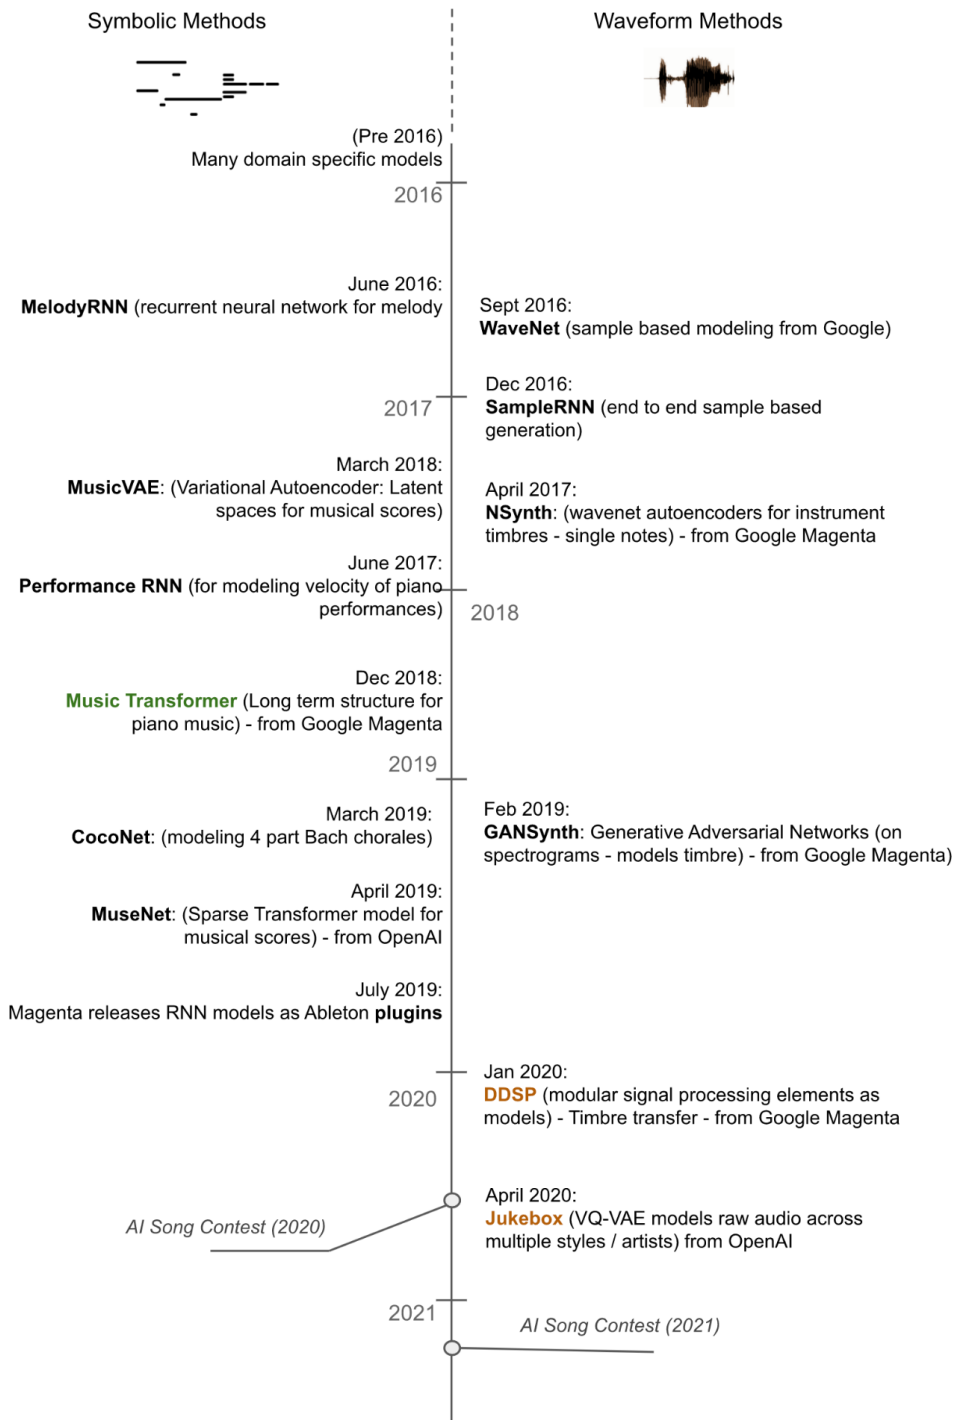 Symbolic Methods
Waveform Methods
(Pre 2016)
Many domain specific models
2016
June 2016:
MelodyRNN (recurrent neural network for melody
Sept 2016:
WaveNet (sample based modeling from Google)
Dec 2016:
SampleRNN (end to end sample based
generation)
2017
March 2018:
MusicVAE: (Variational Autoencoder: Latent
spaces for musical scores)
April 2017:
NSynth: (wavenet autoencoders for instrument
timbres - single notes) - from Google Magenta
June 2017:
Performance RNN (for modeling velocity of piano
performances)
2018
Dec 2018:
Music Transformer (Long term structure for
piano music) - from Google Magenta
2019
March 2019:
CocoNet: (modeling 4 part Bach chorales)
Feb 2019:
GANSynth: Generative Adversarial Networks (on
spectrograms - models timbre) - from Google Magenta)
April 2019:
MuseNet: (Sparse Transformer model for
musical scores) - from OpenAI
July 2019:
Magenta releases RNN models as Ableton plugins
2020
Jan 2020:
DDSP (modular signal processing elements as
models) - Timbre transfer - from Google Magenta
April 2020:
Jukebox (VQ-VAE models raw audio across
multiple styles / artists) from OpenAI
AI Song Contest (2020)
2021
AI Song Contest (2021)